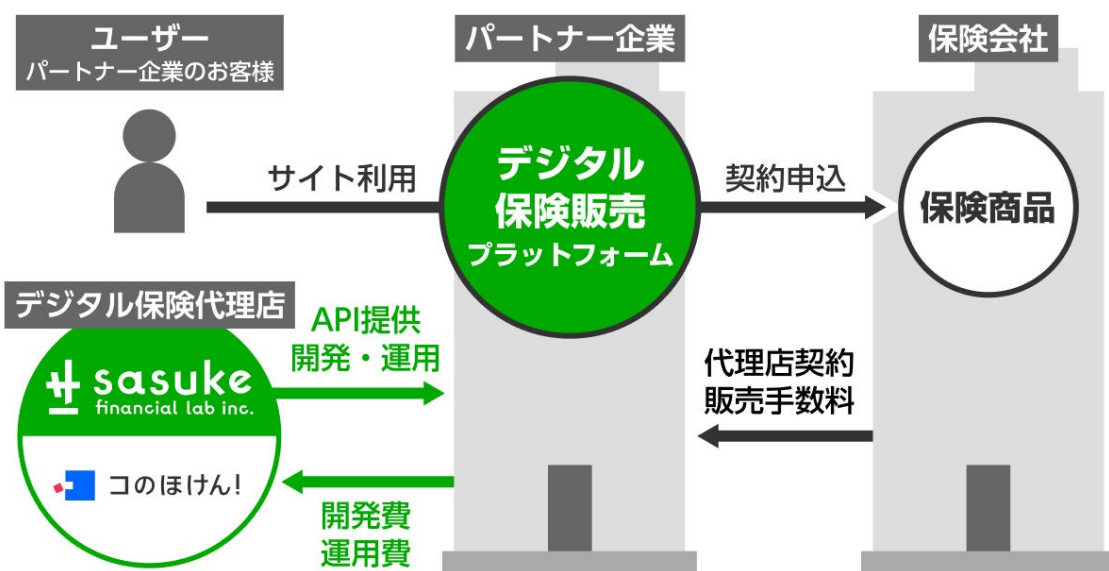 ユーザー
パートナー企業のお客様
パートナー企業
保険会社
サイト利用
デジタル
保険販売
プラットフォーム
契約申込
保険商品
デジタル保険代理店
sasuke
financial lab inc.
コのほけん!
API提供
開発・運用
開発費
運用費
代理店契約
販売手数料